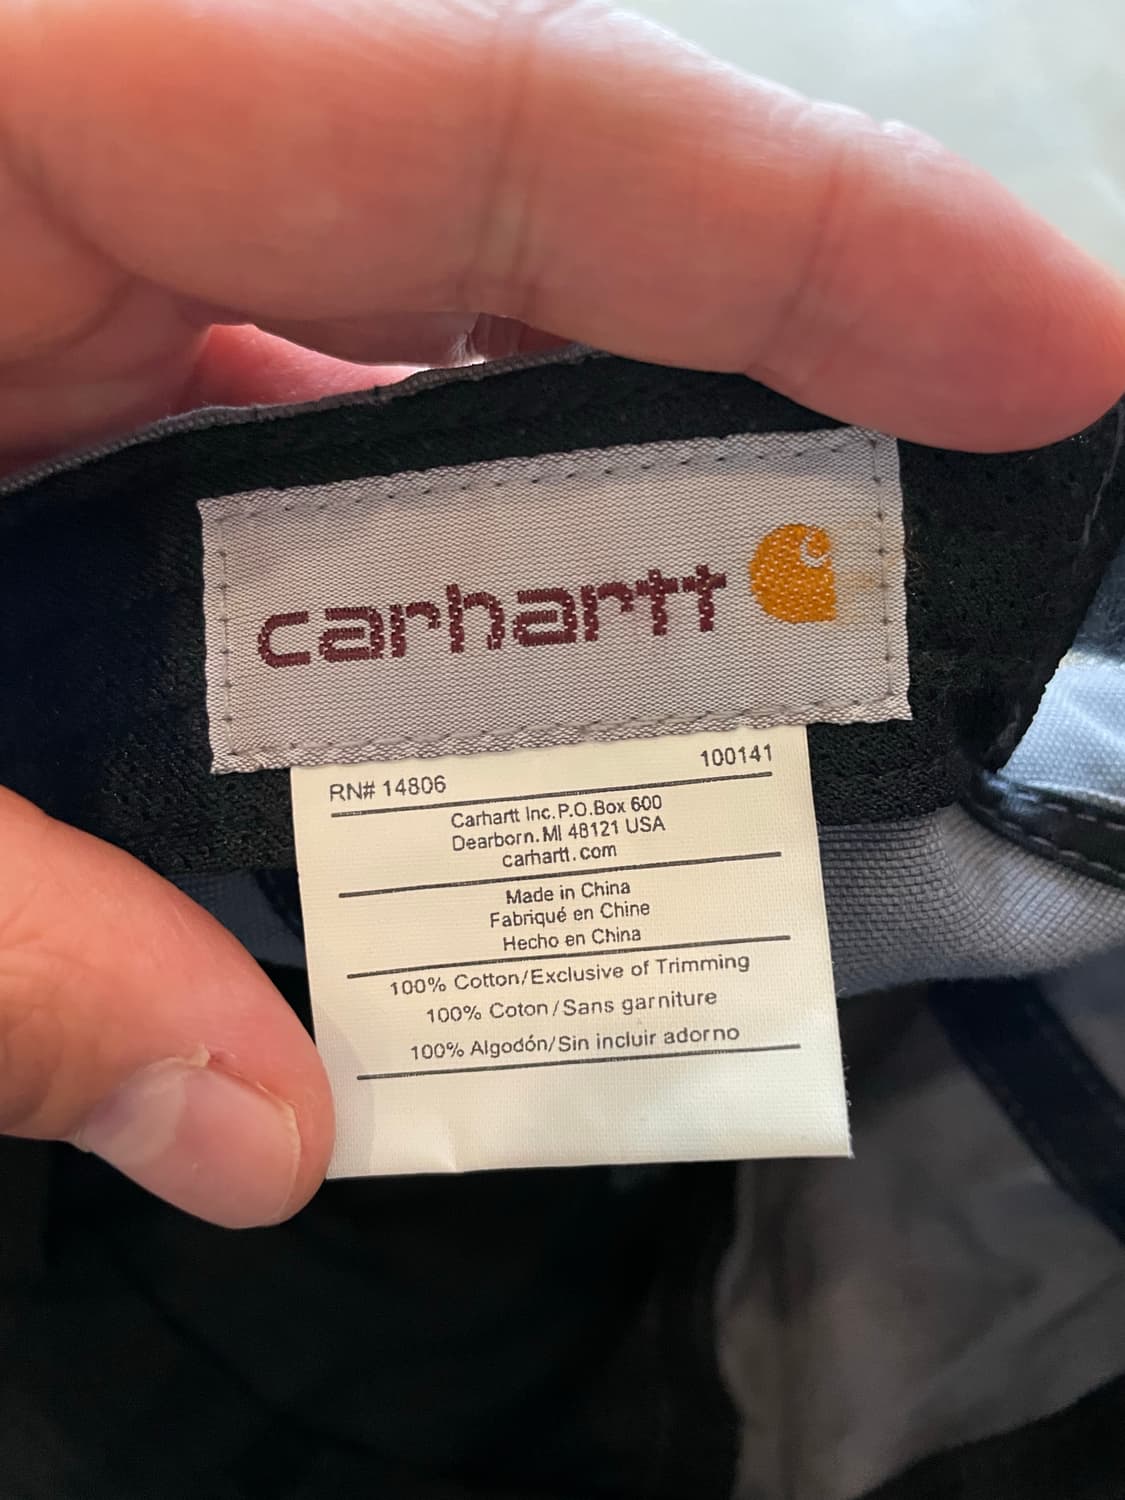 carhartt
RN# 14806
100141
Carhartt Inc.P.O.Box 600
Dearborn.MI 48121 USA
carhartt.com
Made in China
Fabriqué en Chine
Hecho en China
100% Cotton/Exclusive of Trimming
100% Coton/Sans garniture
100% Algodón/Sin incluir adorno